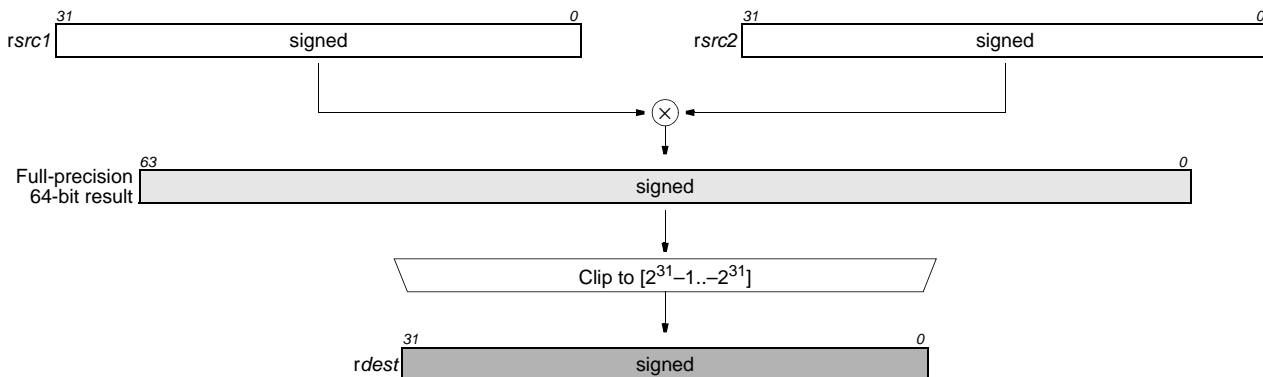 31 0 31 0
rsrc1 signed rsrc2 signed
×
63 0
Full-precision
64-bit result
signed
Clip to [2³¹–1..–2³¹]
31 0
rdest signed